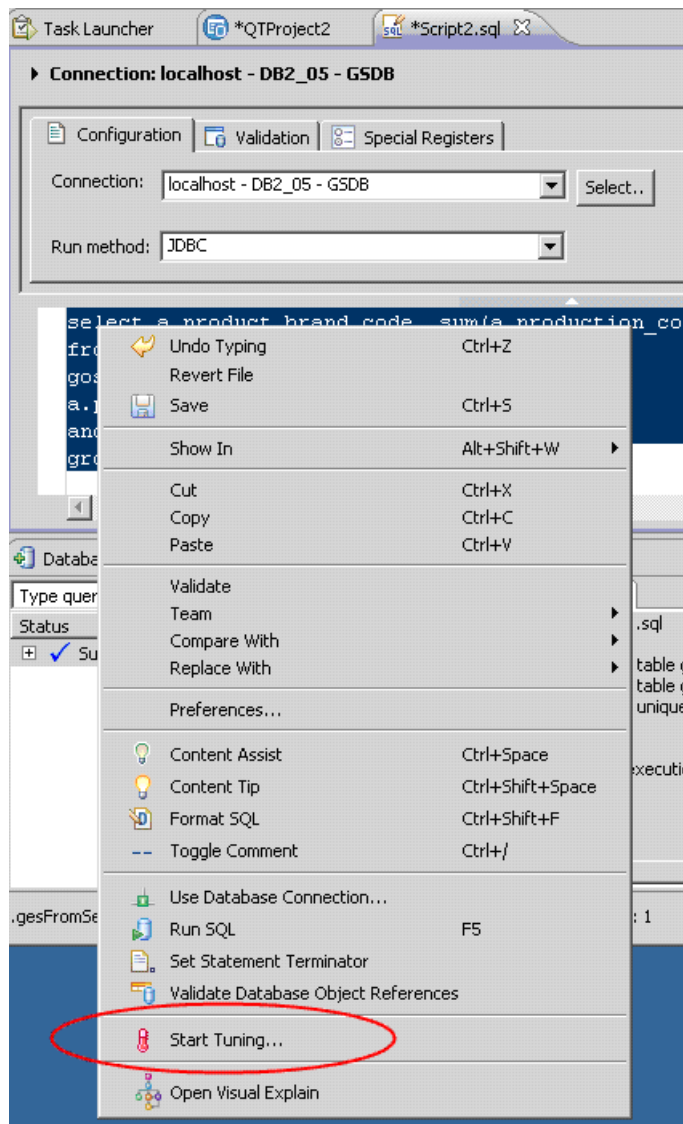 Task Launcher *QTProject2 *Script2.sql
Connection: localhost - DB2_05 - GSDB
Configuration Validation Special Registers
Connection: localhost - DB2_05 - GSDB Select..
Run method: JDBC
select a.product_brand_code, sum(a.production_co
Undo Typing Ctrl+Z
Revert File
Save Ctrl+S
Show In Alt+Shift+W
Cut Ctrl+X
Copy Ctrl+C
Paste Ctrl+V
Type quer
Validate
Status
Team
.sql
Su
Compare With
Replace With
table
table
unique
Preferences...
Content Assist Ctrl+Space
Content Tip Ctrl+Shift+Space
Format SQL Ctrl+Shift+F
Toggle Comment Ctrl+/
Use Database Connection...
.gesFromSe
Run SQL F5
: 1
Set Statement Terminator
Validate Database Object References
Start Tuning...
Open Visual Explain